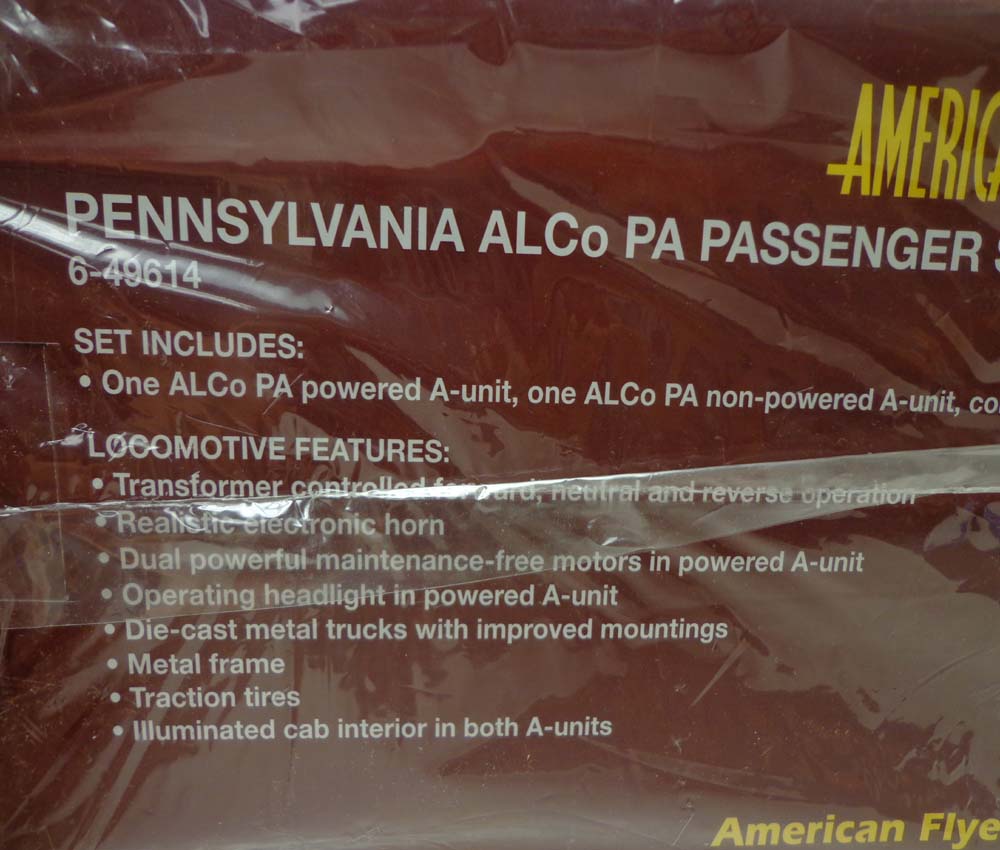 AMERIC
PENNSYLVANIA ALCo PA PASSENGER
6-49614
SET INCLUDES:
• One ALCo PA powered A-unit, one ALCo PA non-powered A-unit, co
LOCOMOTIVE FEATURES:
• Transformer controlled forward, neutral and reverse operation
• Realistic electronic horn
• Dual powerful maintenance-free motors in powered A-unit
• Operating headlight in powered A-unit
• Die-cast metal trucks with improved mountings
• Metal frame
• Traction tires
• Illuminated cab interior in both A-units
American Flye